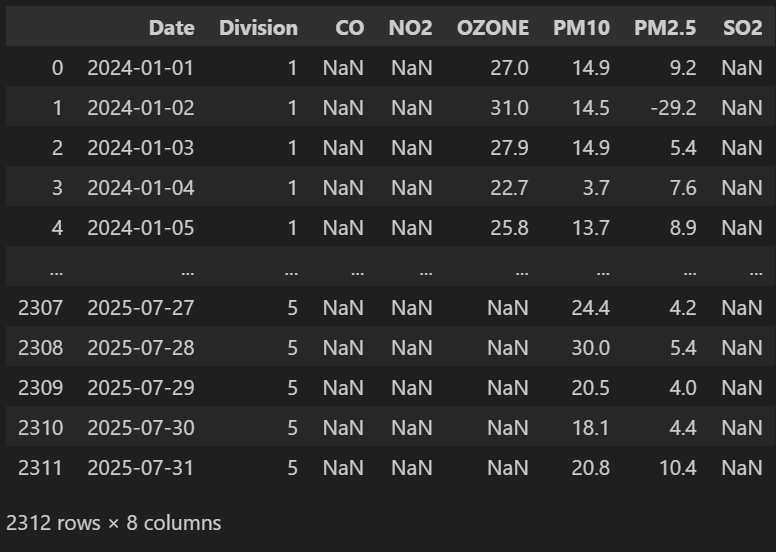 Date Division CO NO2 OZONE PM10 PM2.5 SO2
0 2024-01-01 1 NaN NaN 27.0 14.9 9.2 NaN
1 2024-01-02 1 NaN NaN 31.0 14.5 -29.2 NaN
2 2024-01-03 1 NaN NaN 27.9 14.9 5.4 NaN
3 2024-01-04 1 NaN NaN 22.7 3.7 7.6 NaN
4 2024-01-05 1 NaN NaN 25.8 13.7 8.9 NaN
... ... ... ... ... ... ... ... ...
2307 2025-07-27 5 NaN NaN NaN 24.4 4.2 NaN
2308 2025-07-28 5 NaN NaN NaN 30.0 5.4 NaN
2309 2025-07-29 5 NaN NaN NaN 20.5 4.0 NaN
2310 2025-07-30 5 NaN NaN NaN 18.1 4.4 NaN
2311 2025-07-31 5 NaN NaN NaN 20.8 10.4 NaN
2312 rows × 8 columns